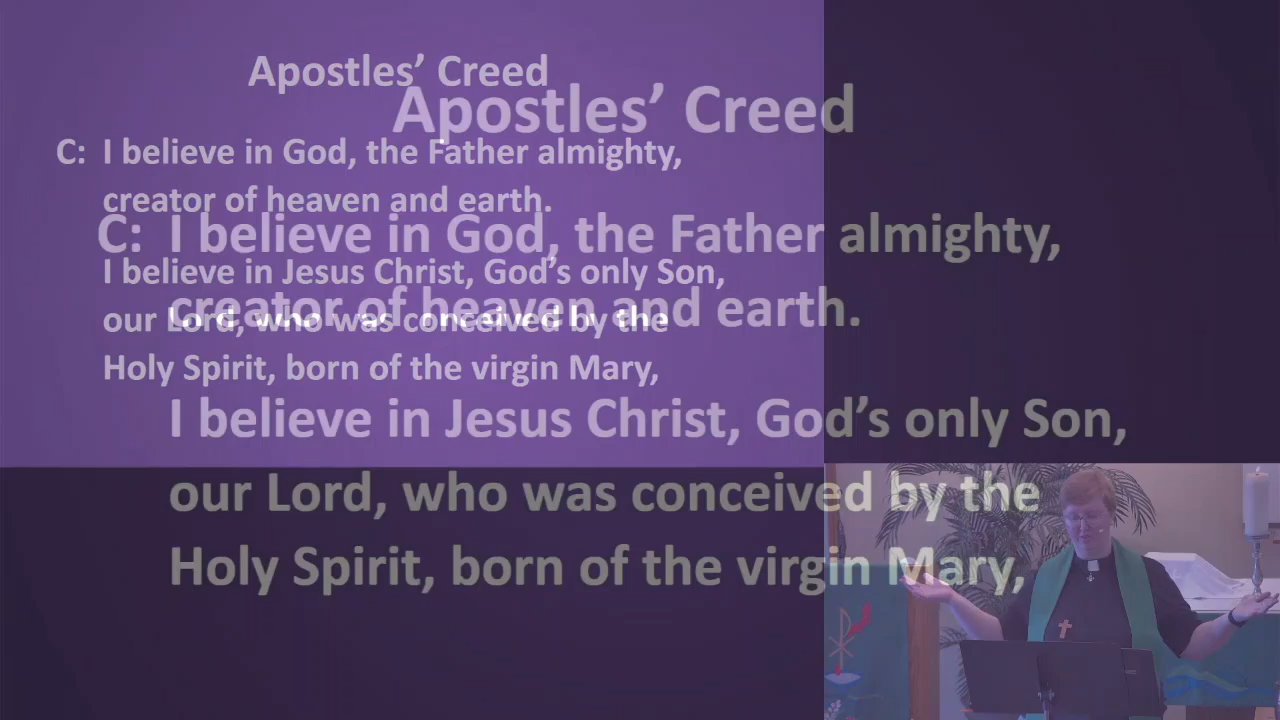 Apostles’ Creed
C: I believe in God, the Father almighty,
creator of heaven and earth.
I believe in Jesus Christ, God’s only Son,
our Lord, who was conceived by the
Holy Spirit, born of the virgin Mary,
Apostles’ Creed
C: I believe in God, the Father almighty,
creator of heaven and earth.
I believe in Jesus Christ, God’s only Son,
our Lord, who was conceived by the
Holy Spirit, born of the virgin Mary,